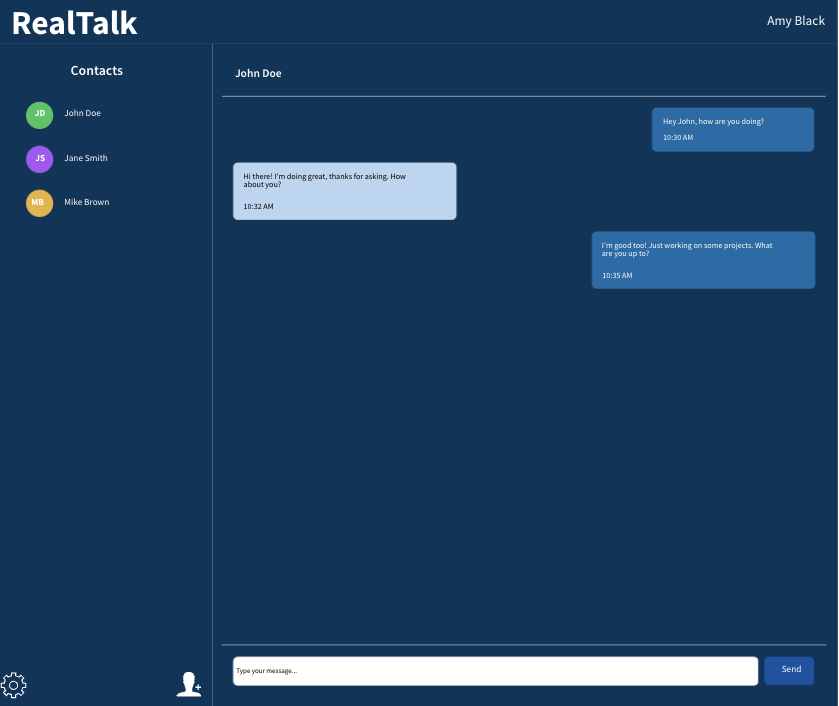 RealTalk
Amy Black
Contacts
JD
John Doe
JS
Jane Smith
MB
Mike Brown
John Doe
Hey John, how are you doing?
10:30 AM
Hi there! I'm doing great, thanks for asking. How
about you?
10:32 AM
I'm good too! Just working on some projects. What
are you up to?
10:35 AM
Type your message...
Send